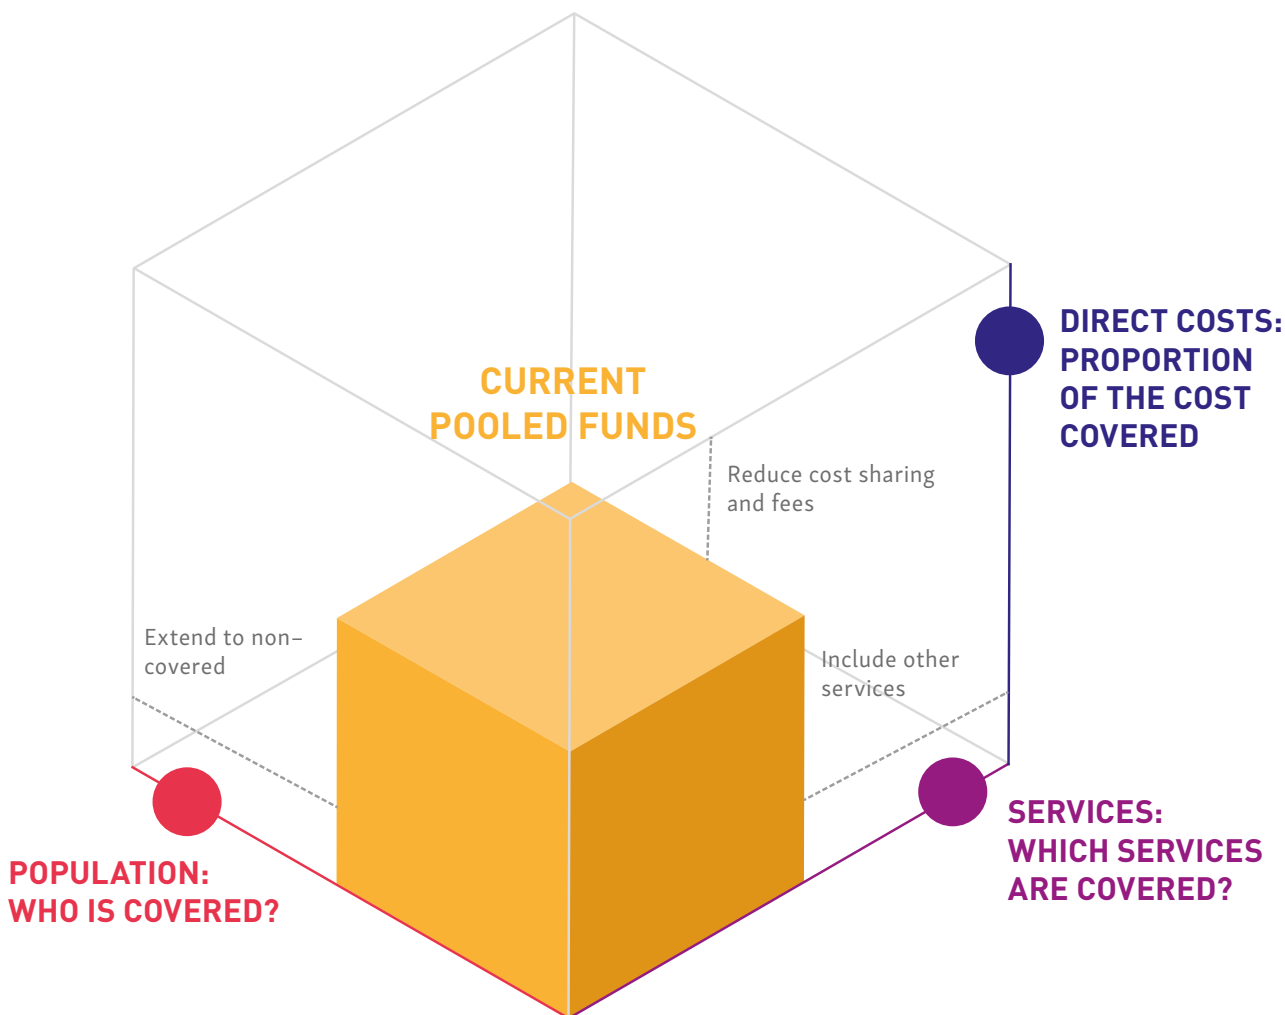 CURRENT
POOLED FUNDS
DIRECT COSTS:
PROPORTION
OF THE COST
COVERED
Reduce cost sharing
and fees
Extend to non–
covered
Include other
services
POPULATION:
WHO IS COVERED?
SERVICES:
WHICH SERVICES
ARE COVERED?